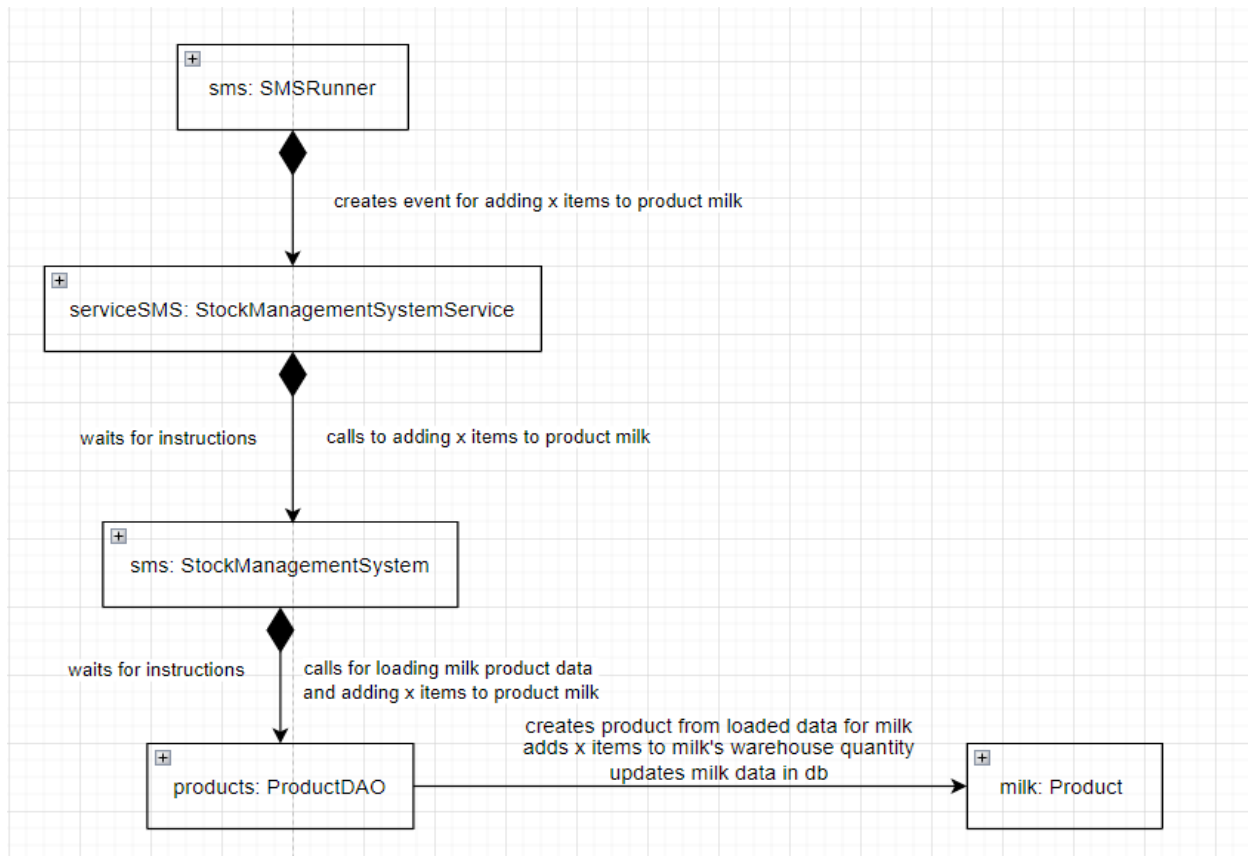 sms: SMSRunner
creates event for adding x items to product milk
serviceSMS: StockManagementSystemService
waits for instructions
calls to adding x items to product milk
sms: StockManagementSystem
waits for instructions
calls for loading milk product data
and adding x items to product milk
creates product from loaded data for milk
adds x items to milk's warehouse quantity
updates milk data in db
products: ProductDAO
milk: Product